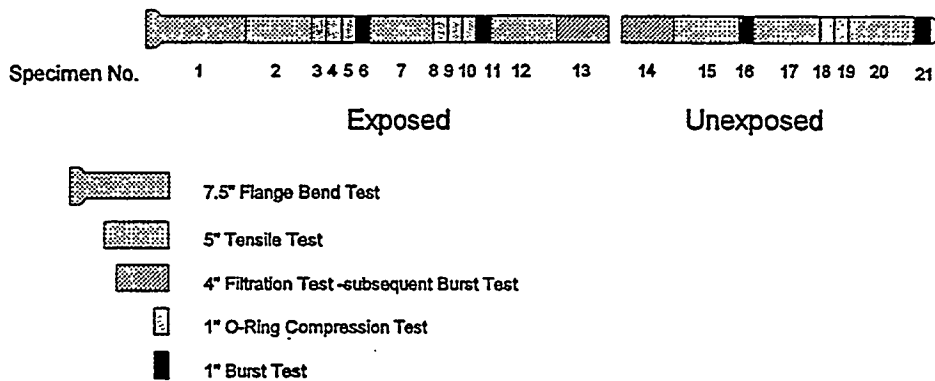 Specimen No. 1 2 3 4 5 6 7 8 9 10 11 12 13 14 15 16 17 18 19 20 21
Exposed Unexposed
7.5" Flange Bend Test
5" Tensile Test
4" Filtration Test -subsequent Burst Test
1" O-Ring Compression Test
1" Burst Test